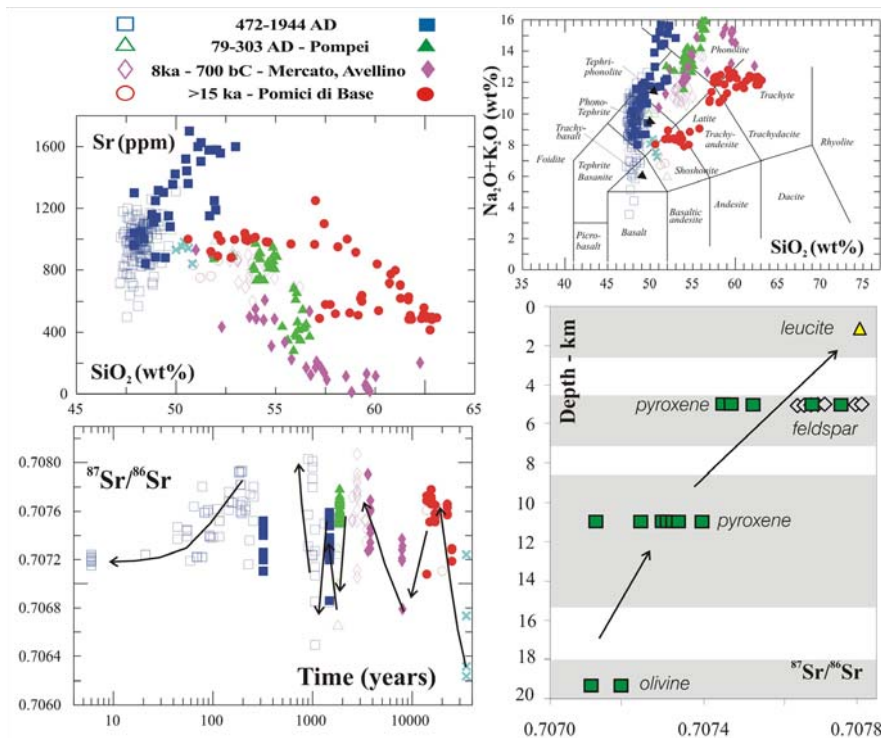 472-1944 AD
79-303 AD - Pompei
8ka - 700 bC - Mercato, Avellino
>15 ka - Pomici di Base
1600
1200
800
400
0
Sr (ppm)
SiO₂ (wt%)
45
50
55
60
65
16
14
12
10
8
6
4
2
0
Na₂O+K₂O (wt%)
Phonolite
Tephri-
phonolite
Phono-
Tephrite
Trachy-
basalt
Foidite
Tephrite
Basanite
Latite
Trachyte
Trachy-
andesite
Trachydacite
Shoshonite
Rhyolite
Picro-
basalt
Basalt
Basaltic
andesite
Andesite
Dacite
SiO₂ (wt%)
35
40
45
50
55
60
65
70
75
0.7080
0.7076
0.7072
0.7068
0.7064
0.7060
⁸⁷Sr/⁸⁶Sr
Time (years)
10
100
1000
10000
0
2
4
6
8
10
12
14
16
18
20
Depth - km
leucite
pyroxene
feldspar
pyroxene
olivine
⁸⁷Sr/⁸⁶Sr
0.7070
0.7074
0.7078